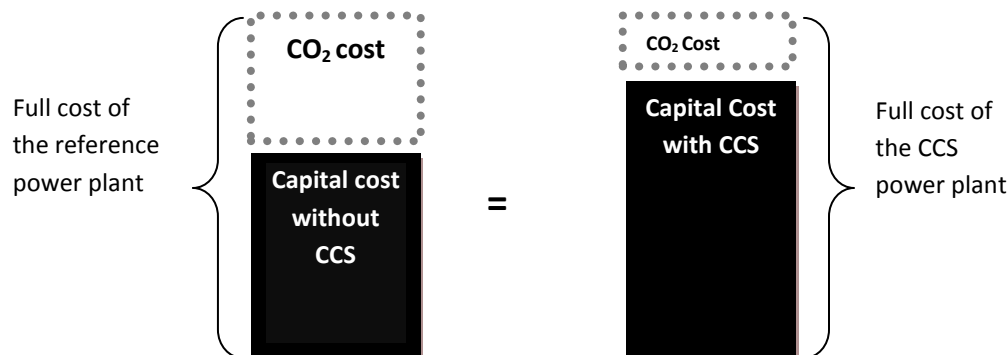 CO₂ cost
CO₂ Cost
Full cost of
the reference
power plant
Capital cost
without
CCS
=
Capital Cost
with CCS
Full cost of
the CCS
power plant